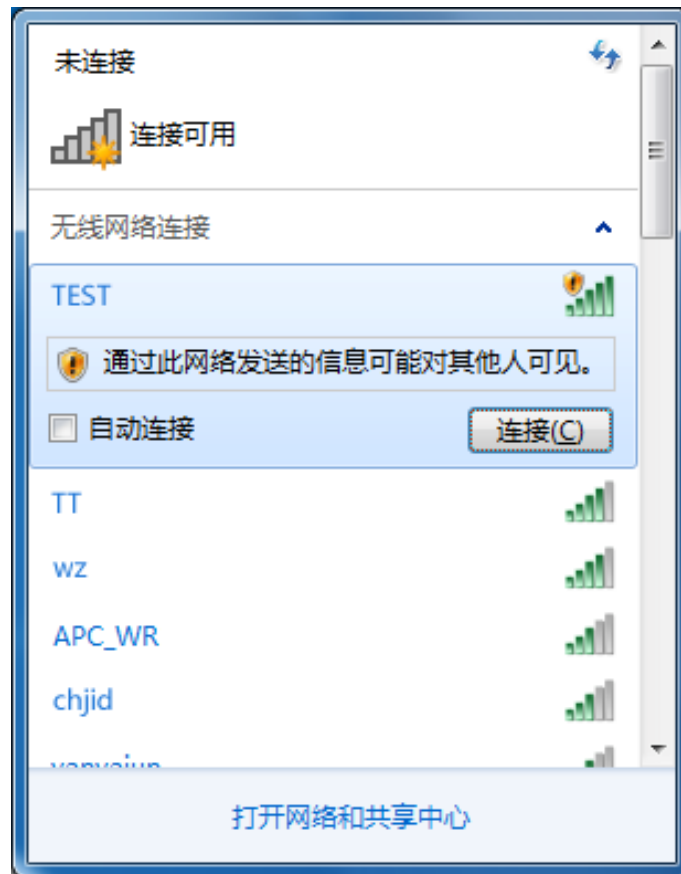 未连接
连接可用
无线网络连接
TEST
通过此网络发送的信息可能对其他人可见。
自动连接
连接(C)
TT
wz
APC_WR
chjid
打开网络和共享中心